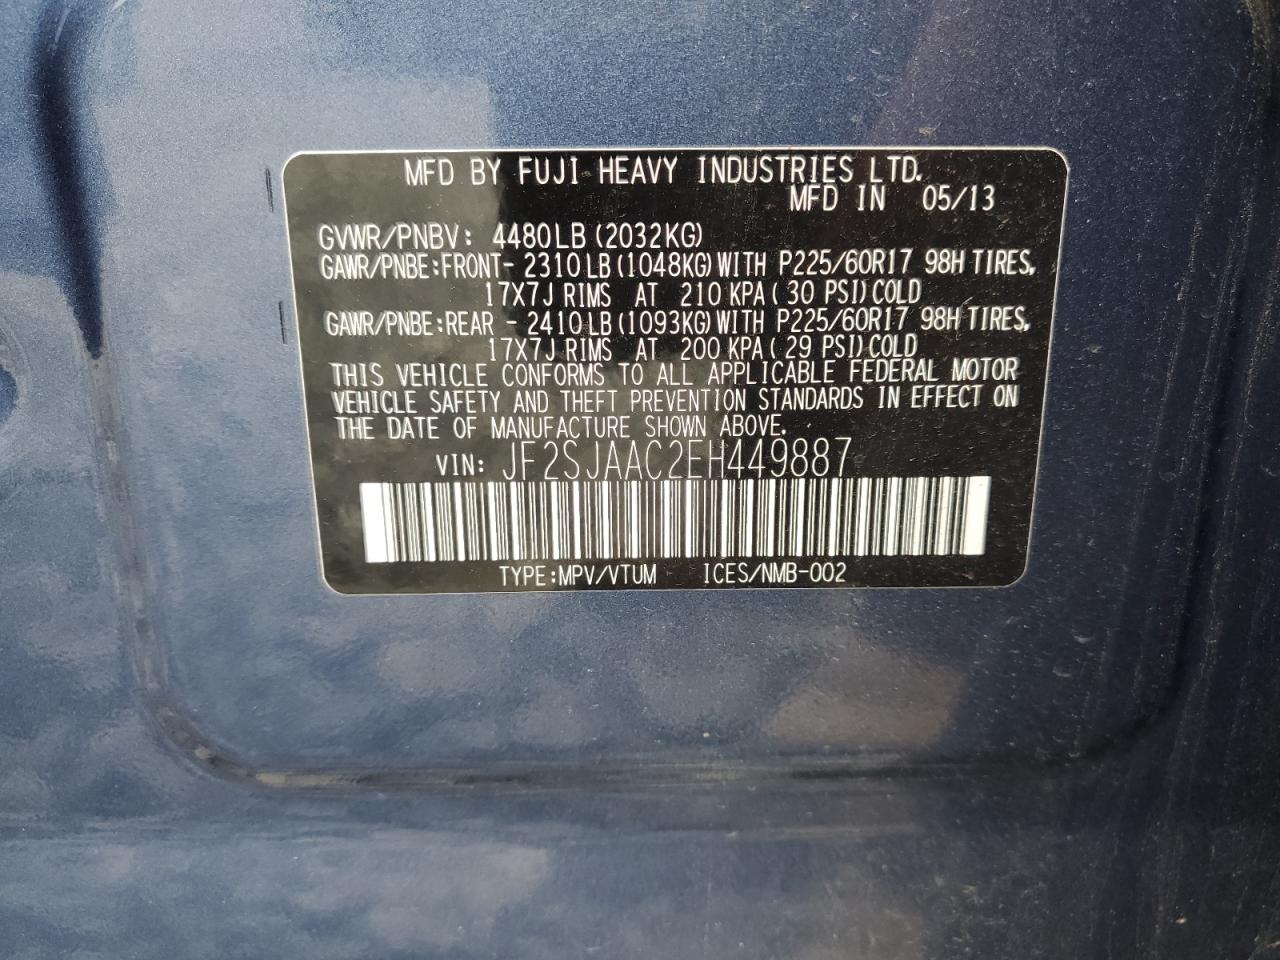 MFD BY FUJI HEAVY INDUSTRIES LTD.
MFD IN 05/13
GVWR/PNBV: 4480LB(2032KG)
GAWR/PNBE:FRONT- 2310LB(1048KG)WITH P225/60R17 98H TIRES,
17X7J RIMS AT 210 KPA( 30 PSI)COLD
GAWR/PNBE:REAR - 2410LB(1093KG)WITH P225/60R17 98H TIRES,
17X7J RIMS AT 200 KPA( 29 PSI)COLD
THIS VEHICLE CONFORMS TO ALL APPLICABLE FEDERAL MOTOR
VEHICLE SAFETY AND THEFT PREVENTION STANDARDS IN EFFECT ON
THE DATE OF MANUFACTURE SHOWN ABOVE.
VIN: JF2SJAAC2EH449887
TYPE:MPV/VTUM ICES/NMB-002